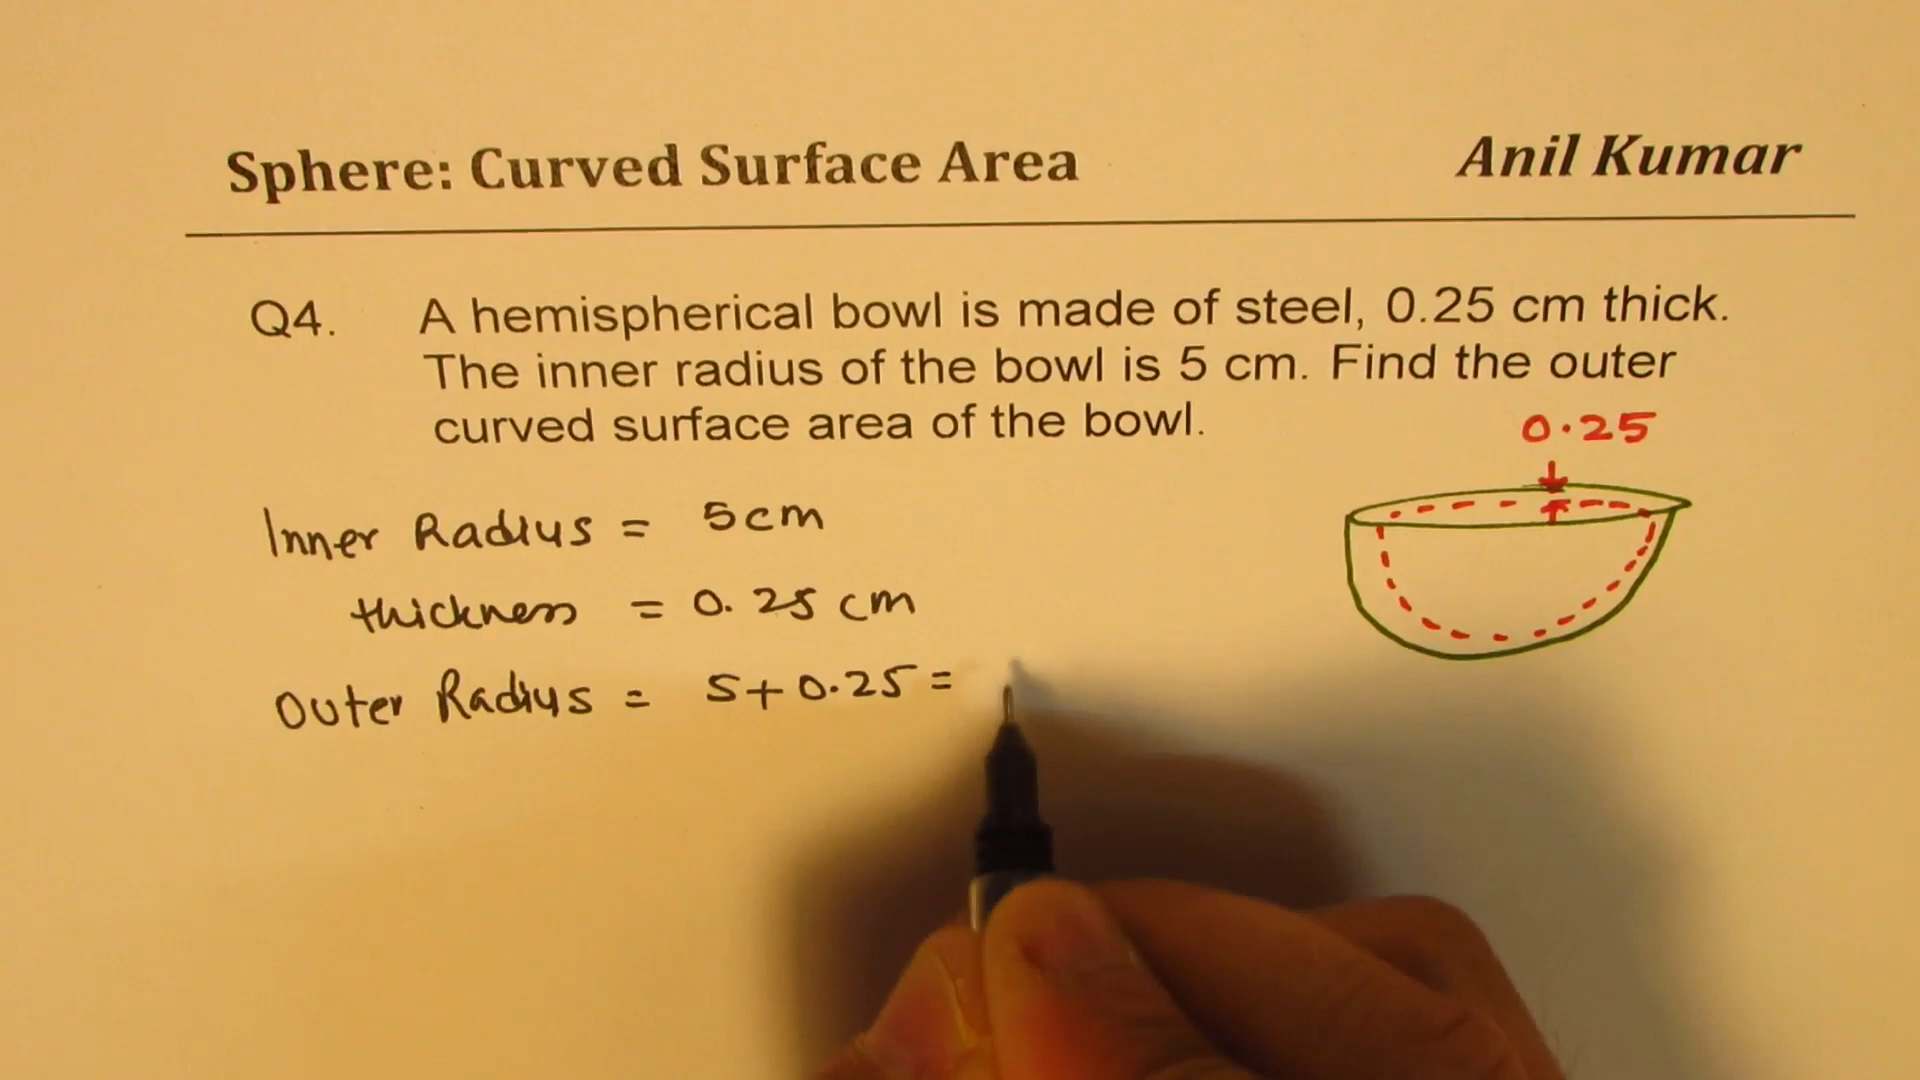 Sphere: Curved Surface Area Anil Kumar
Q4. A hemispherical bowl is made of steel, 0.25 cm thick.
The inner radius of the bowl is 5 cm. Find the outer
curved surface area of the bowl.
0.25
Inner Radius = 5cm
thickness = 0.25 cm
Outer Radius = 5+0.25=